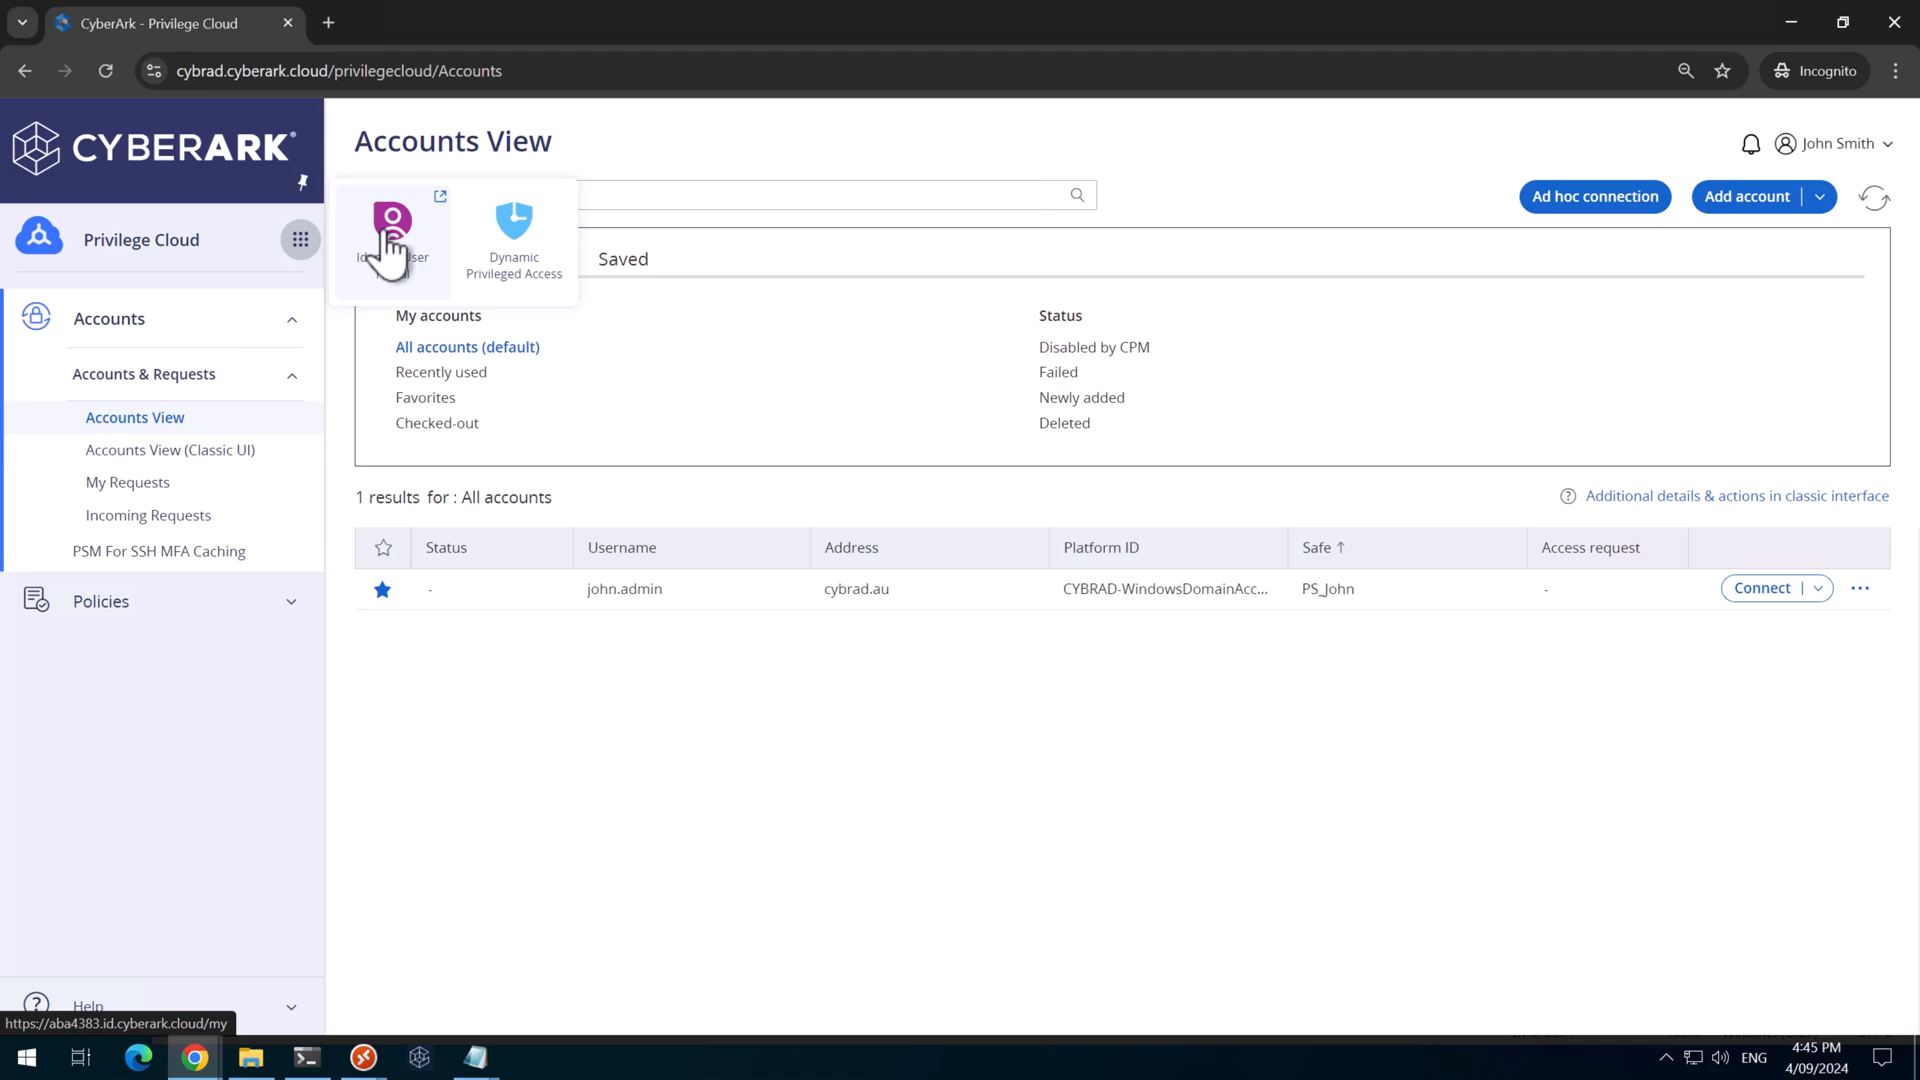 CyberArk - Privilege Cloud
cybrad.cyberark.cloud/privilegecloud/Accounts
Incognito
CYBERARK®
Accounts View
John Smith
Privilege Cloud
User
Dynamic
Privileged Access
Ad hoc connection
Add account
Saved
Accounts
Accounts & Requests
Accounts View
Accounts View (Classic UI)
My Requests
Incoming Requests
PSM For SSH MFA Caching
Policies
My accounts
All accounts (default)
Recently used
Favorites
Checked-out
Status
Disabled by CPM
Failed
Newly added
Deleted
1 results for : All accounts
Additional details & actions in classic interface
Status Username Address Platform ID Safe ↑ Access request
- john.admin cybrad.au CYBRAD-WindowsDomainAcc... PS_John - Connect
Help
https://aba4383.id.cyberark.cloud/my
ENG
4:45 PM
4/09/2024